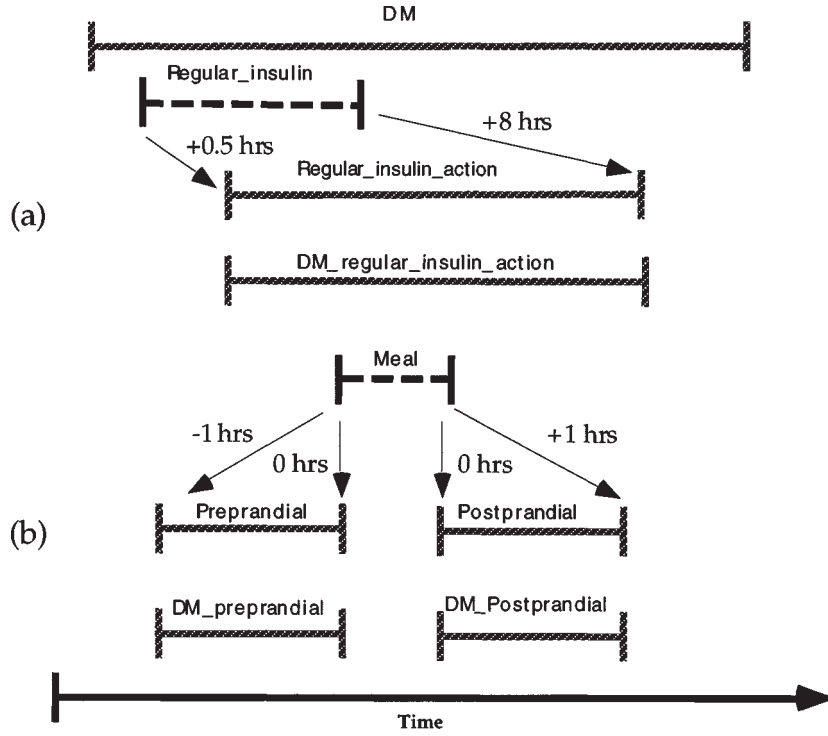 DM
Regular_insulin
+8 hrs
+0.5 hrs
Regular_insulin_action
(a)
DM_regular_insulin_action
Meal
-1 hrs
0 hrs
0 hrs
+1 hrs
Preprandial
Postprandial
(b)
DM_preprandial
DM_Postprandial
Time